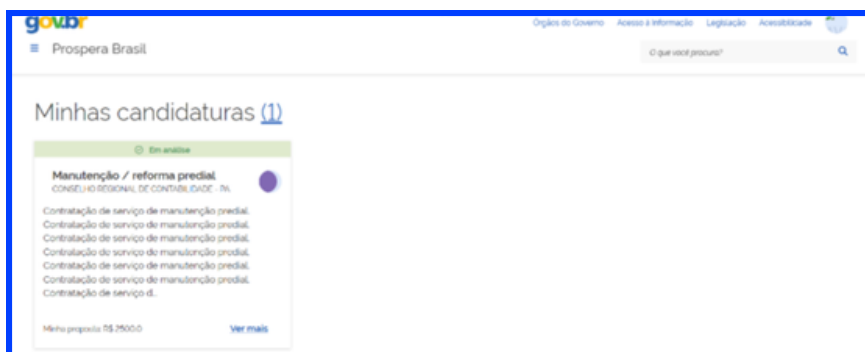 gov.br
Órgãos do Governo Acesso à Informação Legislação Acessibilidade
Prospera Brasil
O que você procura?
Minhas candidaturas (1)
Em análise
Manutenção / reforma predial
CONSELHO REGIONAL DE CONTABILIDADE - PA
Contratação de serviço de manutenção predial.
Contratação de serviço de manutenção predial.
Contratação de serviço de manutenção predial.
Contratação de serviço de manutenção predial.
Contratação de serviço de manutenção predial.
Contratação de serviço de manutenção predial.
Contratação de serviço d...
Minha proposta: R$ 2500.0 Ver mais